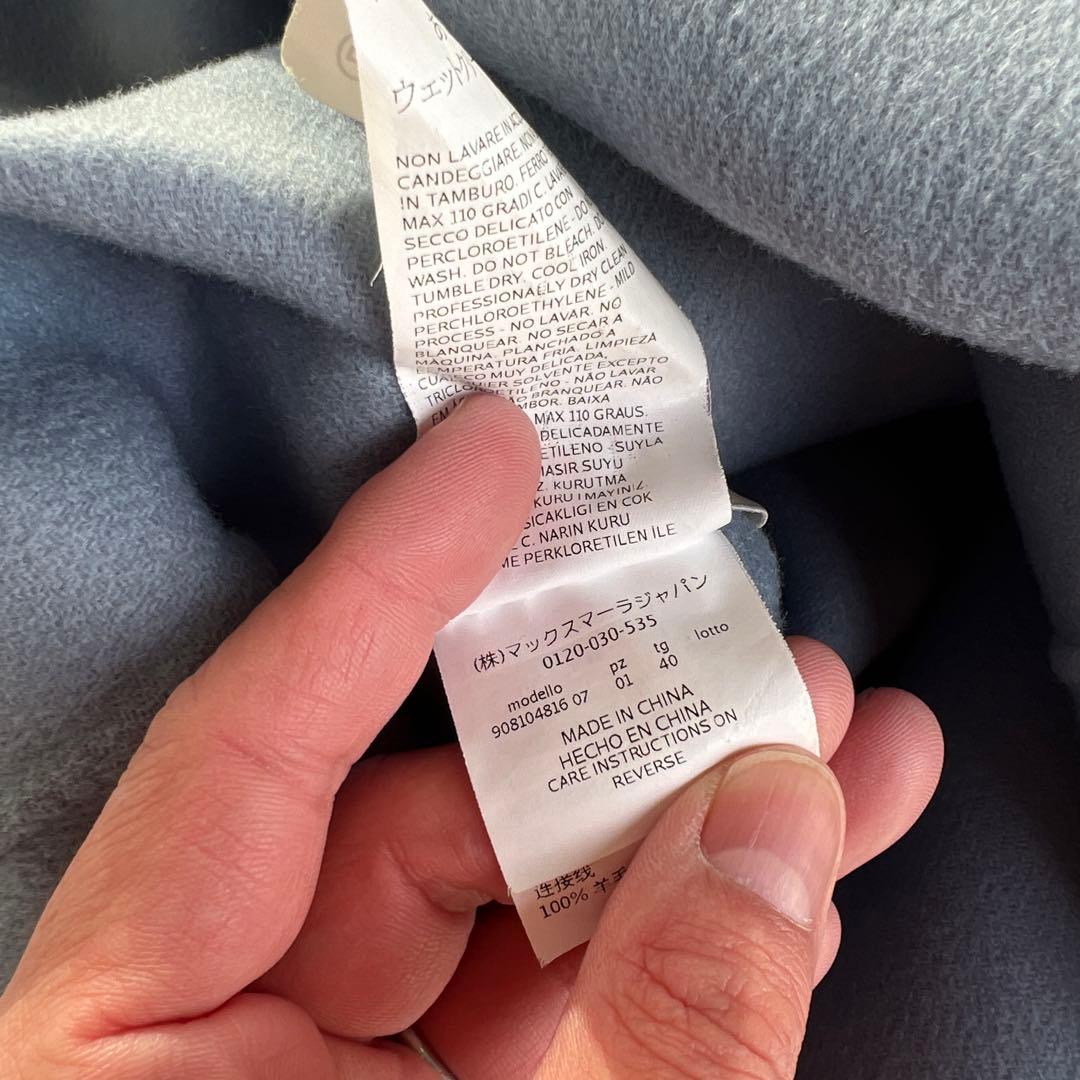 ウェット
NON LAVARE IN
CANDEGGIARE.
IN TAMBURO. FERRO
MAX 110 GRADI C.
SECCO DELICATO CON
PERCLOROETILENE - DO
WASH. DO NOT BLEACH.
TUMBLE DRY. COOL IRON.
PROFESSIONALLY DRY CLEAN
PERCHLOROETHYLENE - MILD
PROCESS - NO LAVAR. NO
BLANQUEAR. NO SECAR A
MAQUINA. PLANCHADO A
TEMPERATURA FRIA. LIMPIEZA
MUY DELICADA,
SOLVENTE EXCEPTO
- NÃO LAVAR
BRANQUEAR. NÃO
BAIXA
MAX 110 GRAUS.
DELICADAMENTE
- SUYLA
SUYU
KURUTMA
KURUTMAYINIZ.
EN COK
C. NARIN KURU
PERKLORETILEN İLE
(株)マックスマーラジャパン
0120-030-535
modello pz tg lotto
908104816 07 01 40
MADE IN CHINA
HECHO EN CHINA
CARE INSTRUCTIONS ON
REVERSE
连接线
100% 羊毛